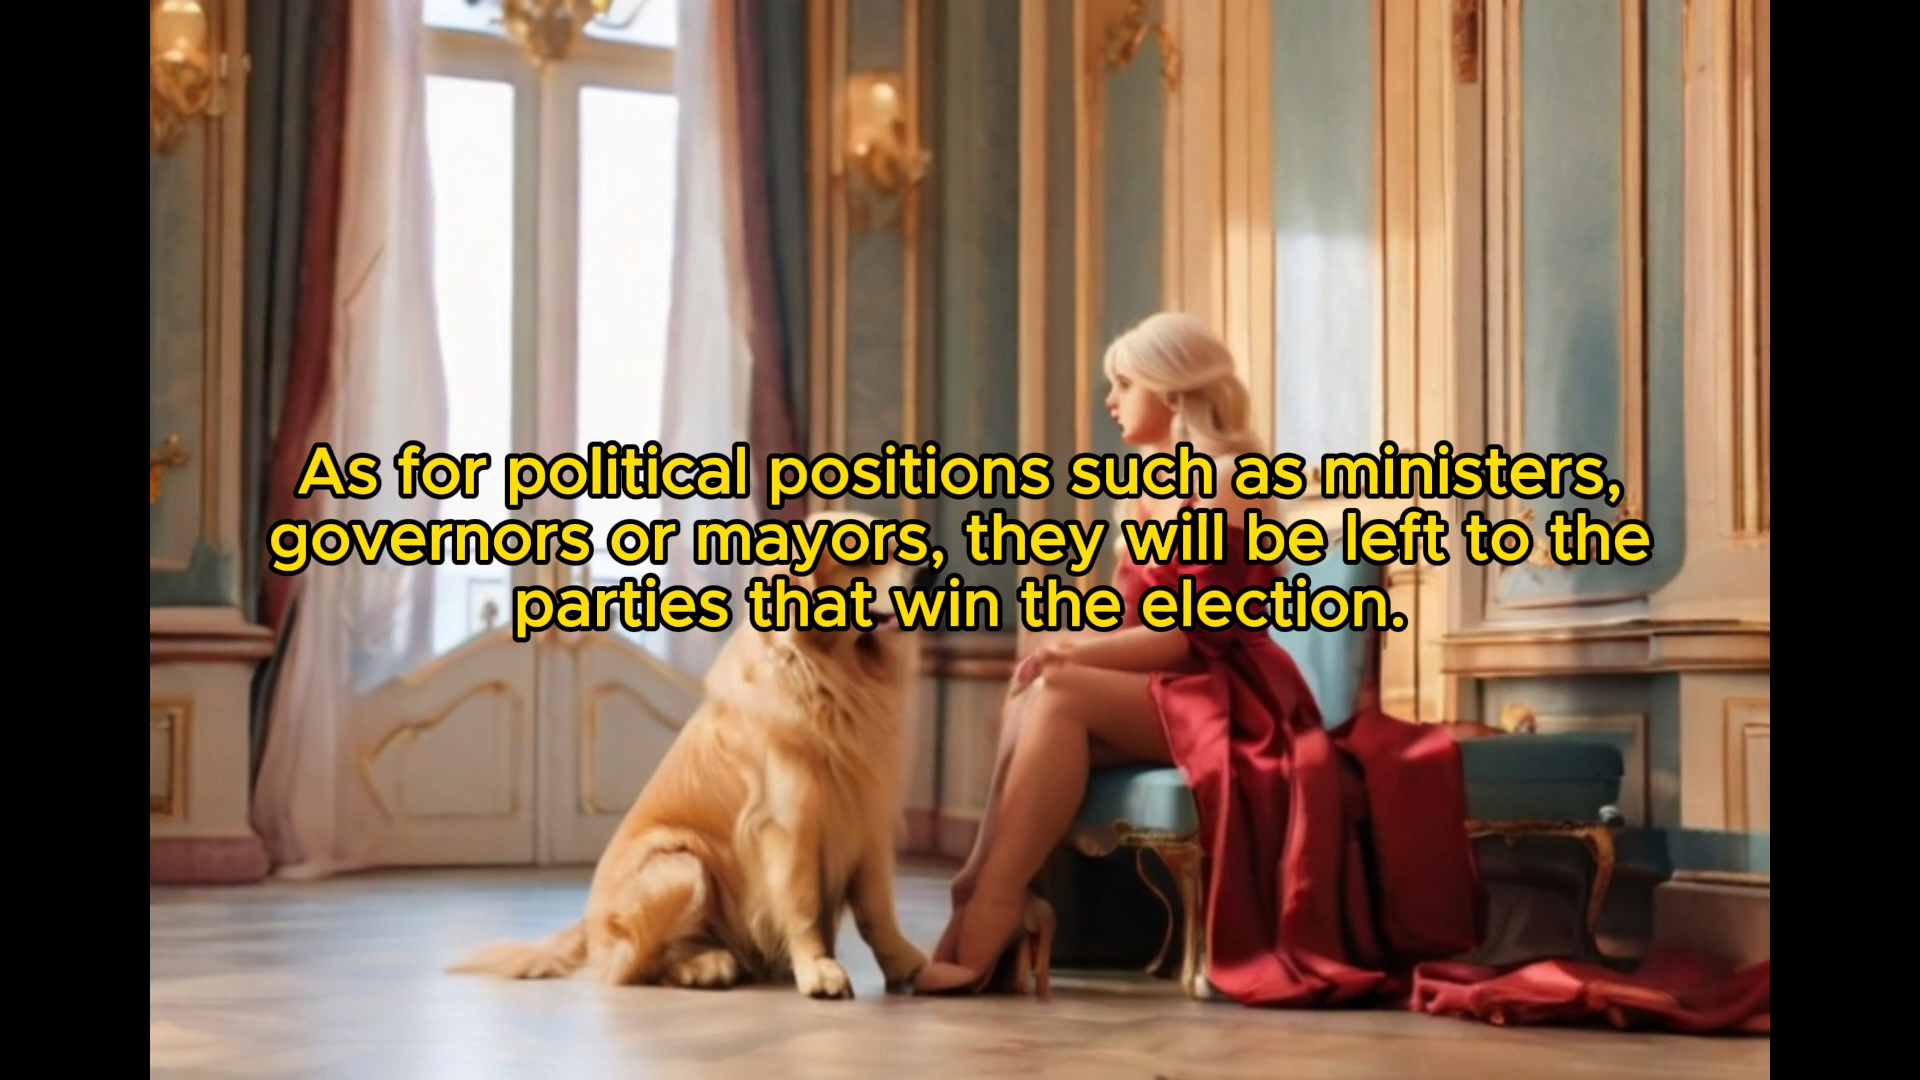 As for political positions such as ministers,
governors or mayors, they will be left to the
parties that win the election.